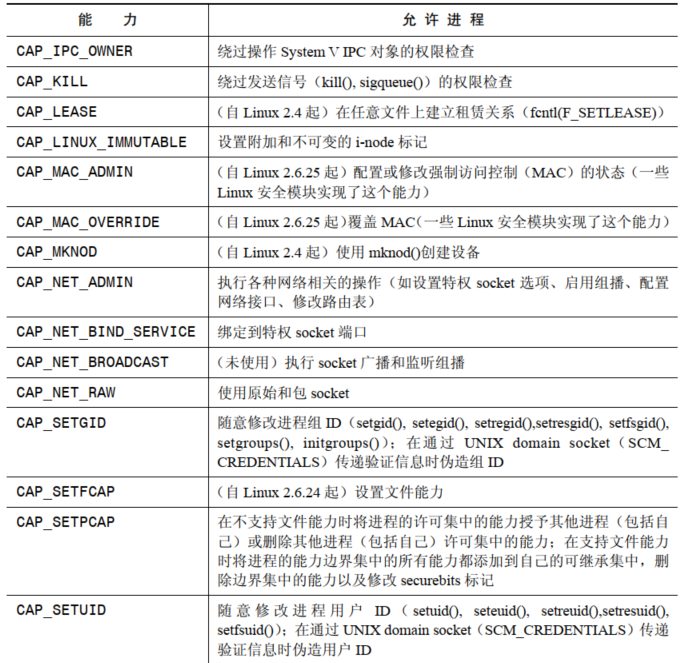 能 力 允 许 进 程
CAP_IPC_OWNER 绕过操作 System V IPC 对象的权限检查
CAP_KILL 绕过发送信号（kill(), sigqueue()）的权限检查
CAP_LEASE （自 Linux 2.4 起）在任意文件上建立租赁关系（fcntl(F_SETLEASE)）
CAP_LINUX_IMMUTABLE 设置附加和不可变的 i-node 标记
CAP_MAC_ADMIN （自 Linux 2.6.25 起）配置或修改强制访问控制（MAC）的状态（一些
Linux 安全模块实现了这个能力）
CAP_MAC_OVERRIDE （自 Linux 2.6.25 起）覆盖 MAC（一些 Linux 安全模块实现了这个能力）
CAP_MKNOD （自 Linux 2.4 起）使用 mknod()创建设备
CAP_NET_ADMIN 执行各种网络相关的操作（如设置特权 socket 选项、启用组播、配置
网络接口、修改路由表）
CAP_NET_BIND_SERVICE 绑定到特权 socket 端口
CAP_NET_BROADCAST （未使用）执行 socket 广播和监听组播
CAP_NET_RAW 使用原始和包 socket
CAP_SETGID 随意修改进程组 ID（setgid(), setegid(), setregid(),setresgid(), setfsgid(),
setgroups(), initgroups()）；在通过 UNIX domain socket（SCM_
CREDENTIALS）传递验证信息时伪造组 ID
CAP_SETFCAP （自 Linux 2.6.24 起）设置文件能力
CAP_SETPCAP 在不支持文件能力时将进程的许可集中的能力授予其他进程（包括自
己）或删除其他进程（包括自己）许可集中的能力；在支持文件能力
时将进程的能力边界集中的所有能力都添加到自己的可继承集中，删
除边界集中的能力以及修改 securebits 标记
CAP_SETUID 随意修改进程用户 ID（setuid(), seteuid(), setreuid(),setresuid(),
setfsuid()）；在通过 UNIX domain socket（SCM_CREDENTIALS）传递
验证信息时伪造用户 ID